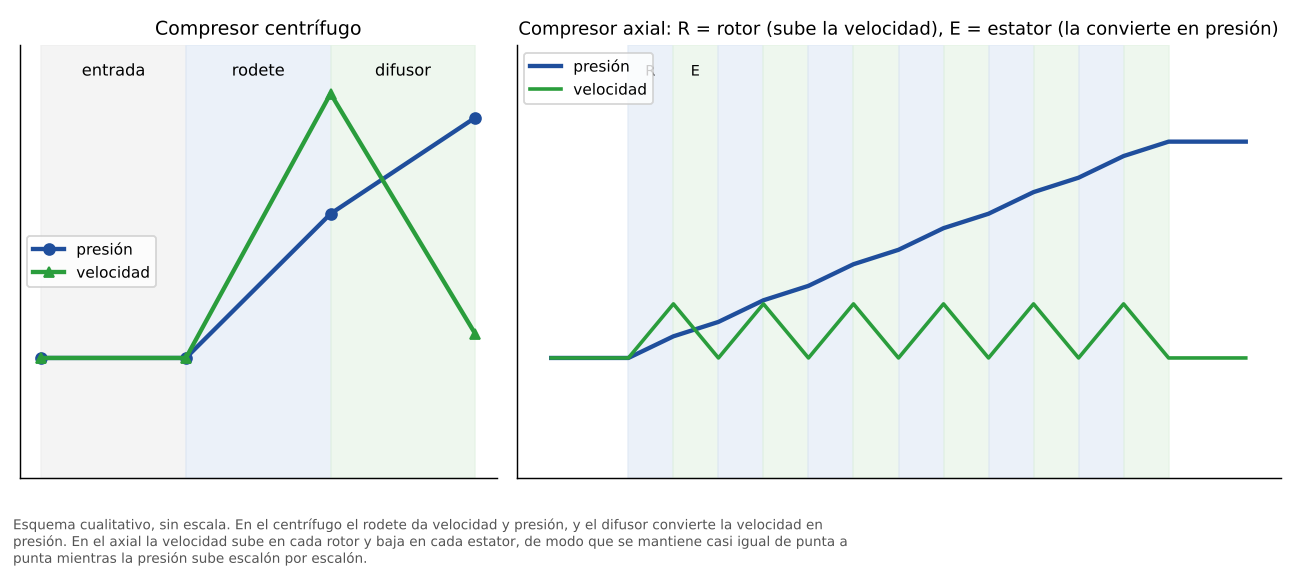 Compresor centrífugo
entrada
rodete
difusor
presión
velocidad
Compresor axial: R = rotor (sube la velocidad), E = estator (la convierte en presión)
presión
velocidad
R
E
Esquema cualitativo, sin escala. En el centrífugo el rodete da velocidad y presión, y el difusor convierte la velocidad en
presión. En el axial la velocidad sube en cada rotor y baja en cada estator, de modo que se mantiene casi igual de punta a
punta mientras la presión sube escalón por escalón.